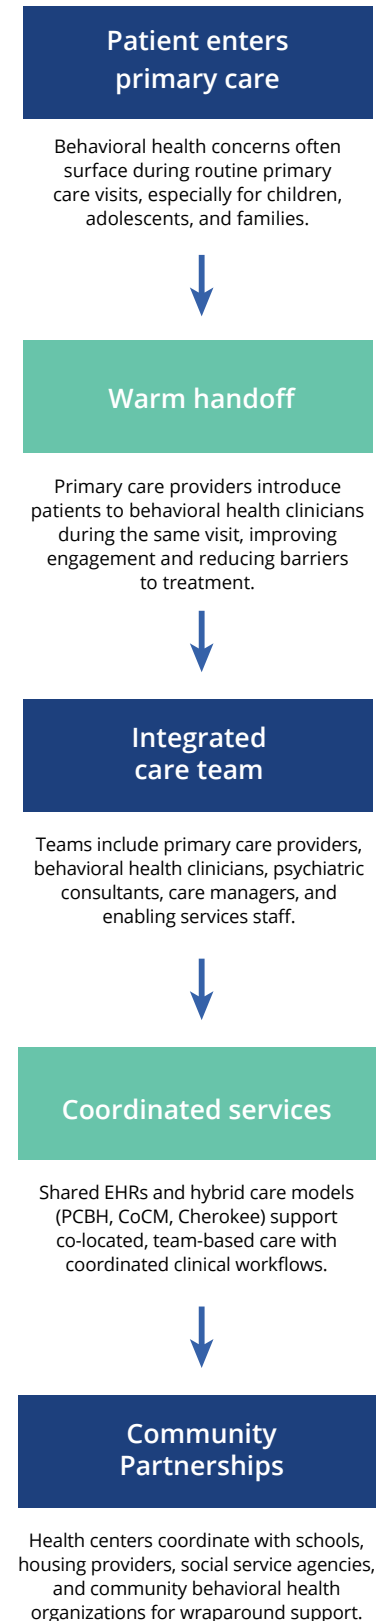 Patient enters
primary care
Behavioral health concerns often
surface during routine primary
care visits, especially for children,
adolescents, and families.
Warm handoff
Primary care providers introduce
patients to behavioral health clinicians
during the same visit, improving
engagement and reducing barriers
to treatment.
Integrated
care team
Teams include primary care providers,
behavioral health clinicians, psychiatric
consultants, care managers, and
enabling services staff.
Coordinated services
Shared EHRs and hybrid care models
(PCBH, CoCM, Cherokee) support
co-located, team-based care with
coordinated clinical workflows.
Community
Partnerships
Health centers coordinate with schools,
housing providers, social service agencies,
and community behavioral health
organizations for wraparound support.